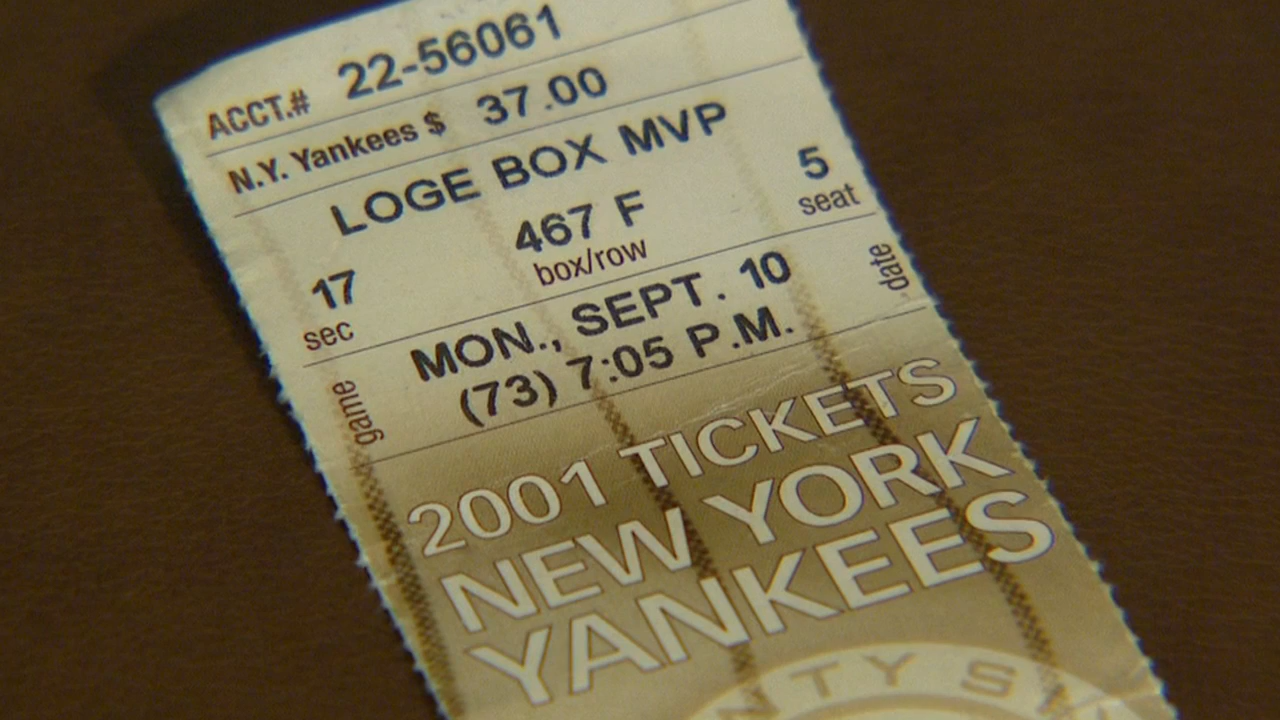 ACCT.# 22-56061
N.Y. Yankees $ 37.00
LOGE BOX MVP
17 467 F 5
sec box/row seat
MON., SEPT. 10 date
game (73) 7:05 P.M.
2001 TICKETS
NEW YORK
YANKEES